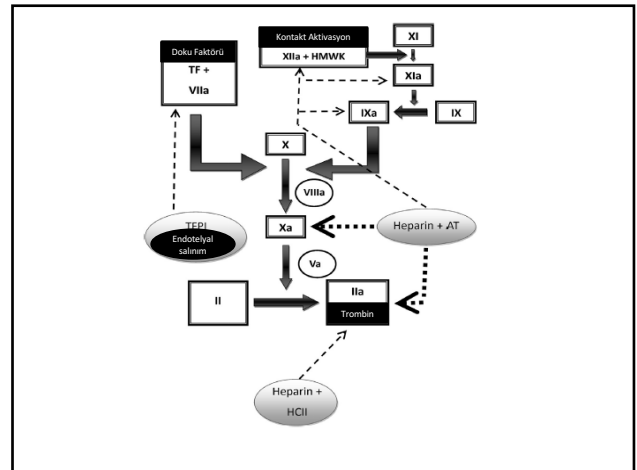 Kontakt Aktivasyon
XIIa + HMWK
XI
Doku Faktörü
TF +
VIIa
XIa
IXa
IX
X
VIIIa
TFPI
Endotelyal
salınım
Xa
Heparin + AT
Va
II
IIa
Trombin
Heparin +
HCII